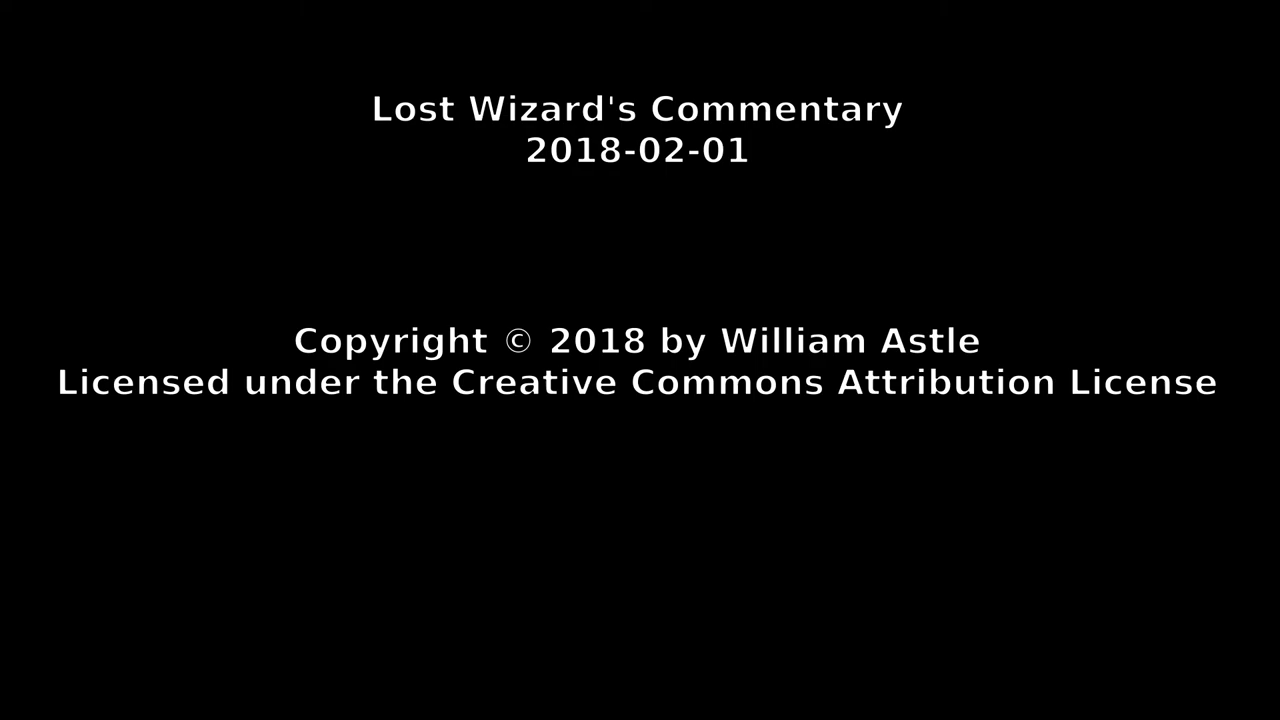 Lost Wizard's Commentary
2018-02-01
Copyright © 2018 by William Astle
Licensed under the Creative Commons Attribution License